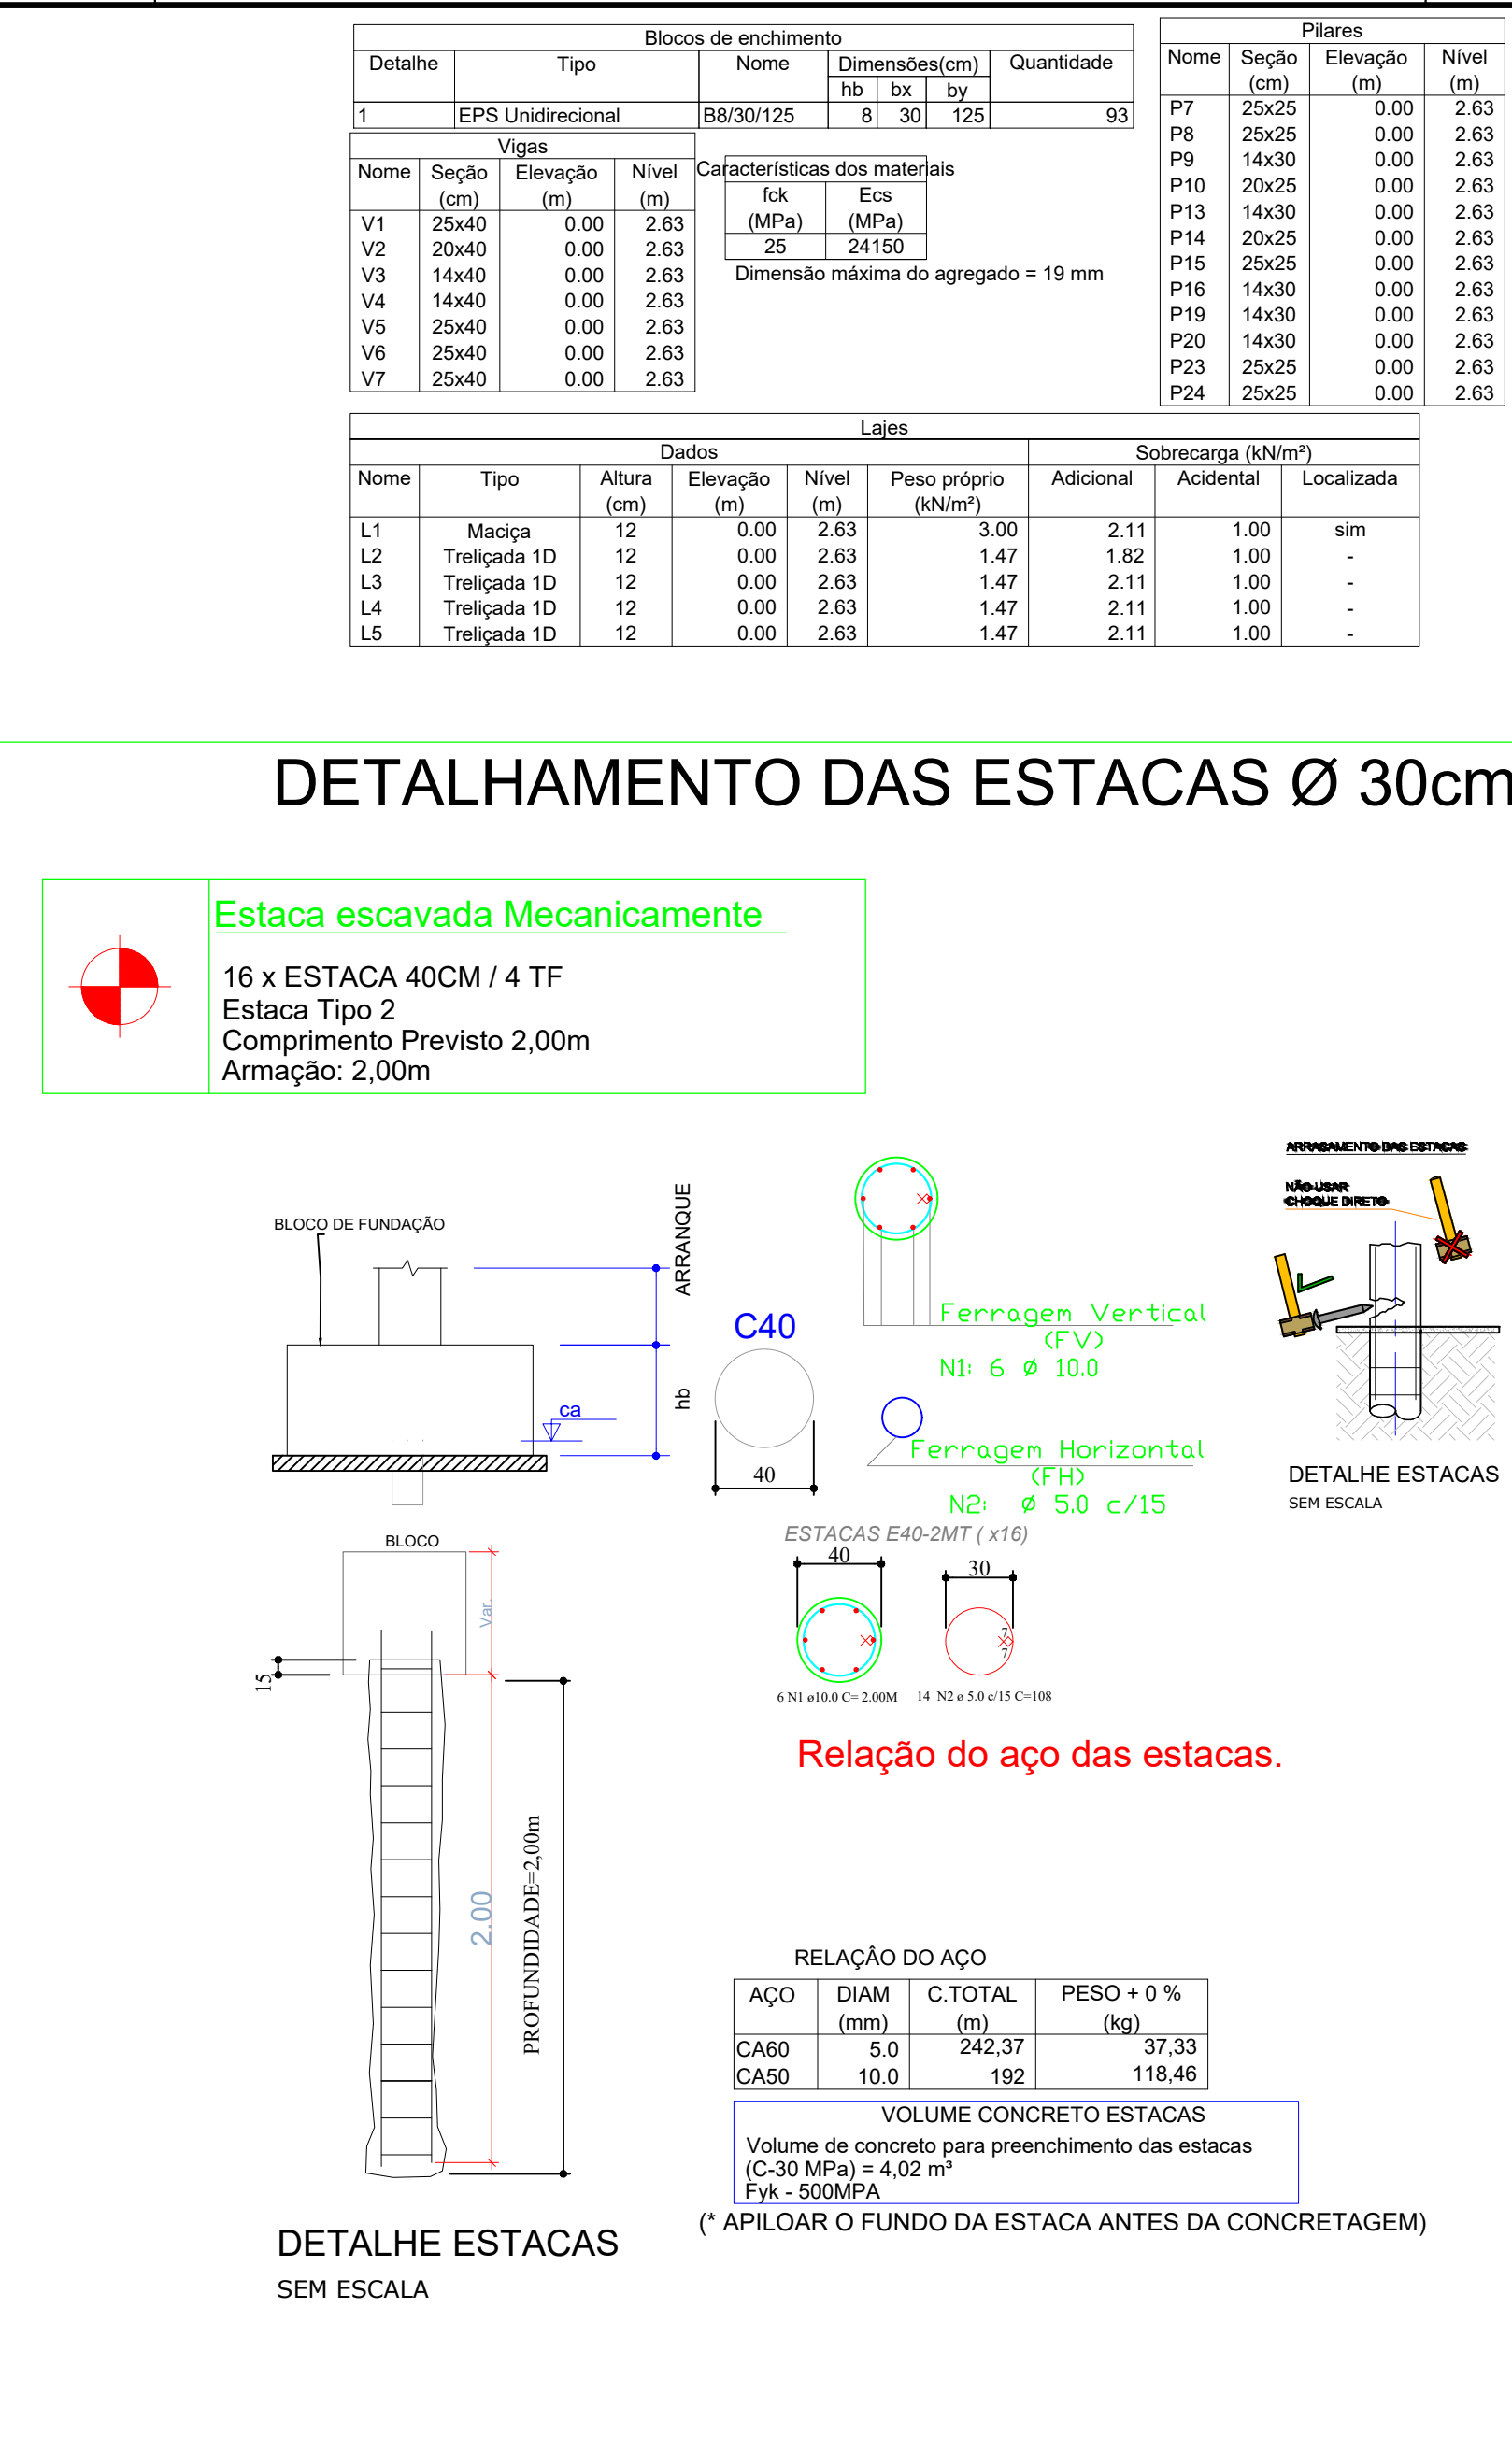 Blocos de enchimento
Detalhe Tipo Nome Dimensões(cm) Quantidade
hb bx by
1 EPS Unidirecional B8/30/125 8 30 125 93
Pilares
Nome Seção Elevação Nível
(cm) (m) (m)
P7 25x25 0.00 2.63
P8 25x25 0.00 2.63
P9 14x30 0.00 2.63
P10 20x25 0.00 2.63
P13 14x30 0.00 2.63
P14 20x25 0.00 2.63
P15 25x25 0.00 2.63
P16 14x30 0.00 2.63
P19 14x30 0.00 2.63
P20 14x30 0.00 2.63
P23 25x25 0.00 2.63
P24 25x25 0.00 2.63
Vigas
Nome Seção Elevação Nível
(cm) (m) (m)
V1 25x40 0.00 2.63
V2 20x40 0.00 2.63
V3 14x40 0.00 2.63
V4 14x40 0.00 2.63
V5 25x40 0.00 2.63
V6 25x40 0.00 2.63
V7 25x40 0.00 2.63
Características dos materiais
fck Ecs
(MPa) (MPa)
25 24150
Dimensão máxima do agregado = 19 mm
Lajes
Dados Sobrecarga (kN/m²)
Nome Tipo Altura Elevação Nível Peso próprio Adicional Acidental Localizada
(cm) (m) (m) (kN/m²)
L1 Maciça 12 0.00 2.63 3.00 2.11 1.00 sim
L2 Treliçada 1D 12 0.00 2.63 1.47 1.82 1.00 -
L3 Treliçada 1D 12 0.00 2.63 1.47 2.11 1.00 -
L4 Treliçada 1D 12 0.00 2.63 1.47 2.11 1.00 -
L5 Treliçada 1D 12 0.00 2.63 1.47 2.11 1.00 -
DETALHAMENTO DAS ESTACAS Ø 30cm
Estaca escavada Mecanicamente
16 x ESTACA 40CM / 4 TF
Estaca Tipo 2
Comprimento Previsto 2,00m
Armação: 2,00m
BLOCO DE FUNDAÇÃO
ARRANQUE
hb
ca
C40
40
Ferragem Vertical
(FV)
N1: 6 ø 10.0
Ferragem Horizontal
(FH)
N2: ø 5.0 c/15
ARRASAMENTO DAS ESTACAS
NÃO USAR
CHOQUE DIRETO
DETALHE ESTACAS
SEM ESCALA
ESTACAS E40-2MT ( x16)
40
30
7
7
6 N1 ø10.0 C= 2.00M
14 N2 ø 5.0 c/15 C=108
BLOCO
Var.
15
2.00
PROFUNDIDADE=2,00m
Relação do aço das estacas.
RELAÇÂO DO AÇO
AÇO DIAM C.TOTAL PESO + 0 %
(mm) (m) (kg)
CA60 5.0 242,37 37,33
CA50 10.0 192 118,46
VOLUME CONCRETO ESTACAS
Volume de concreto para preenchimento das estacas
(C-30 MPa) = 4,02 m³
Fyk - 500MPA
(* APILOAR O FUNDO DA ESTACA ANTES DA CONCRETAGEM)
DETALHE ESTACAS
SEM ESCALA